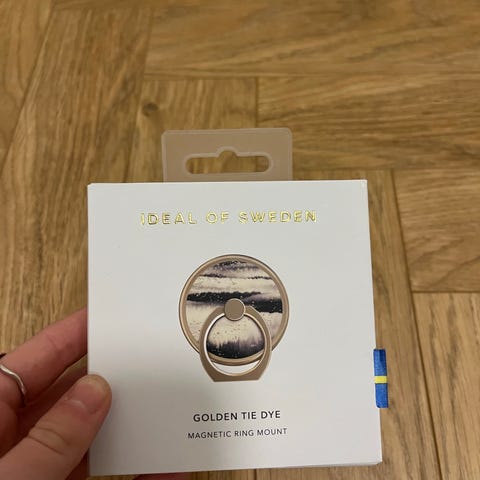 IDEAL OF SWEDEN
GOLDEN TIE DYE
MAGNETIC RING MOUNT